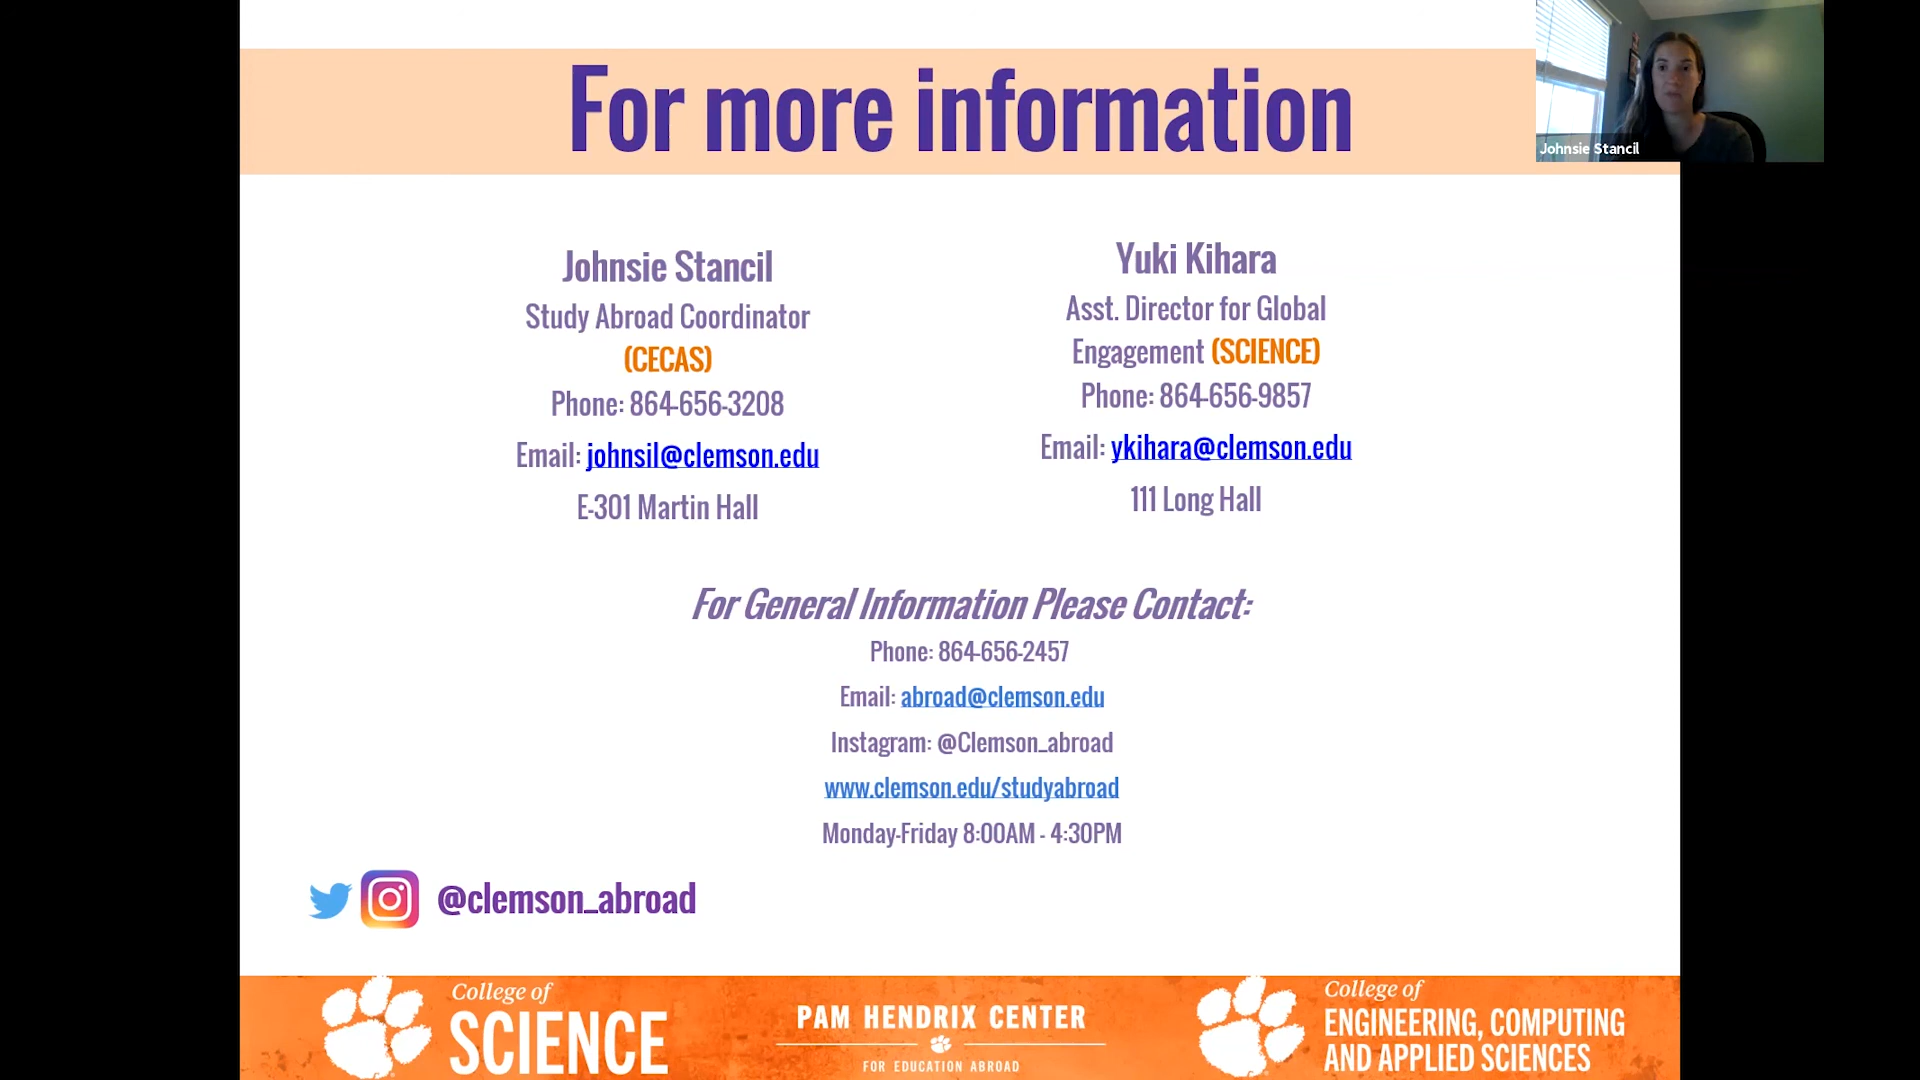 For more information
Johnsie Stancil
Johnsie Stancil
Study Abroad Coordinator
(CECAS)
Phone: 864-656-3208
Email: johnsil@clemson.edu
E-301 Martin Hall
Yuki Kihara
Asst. Director for Global
Engagement (SCIENCE)
Phone: 864-656-9857
Email: ykihara@clemson.edu
111 Long Hall
For General Information Please Contact:
Phone: 864-656-2457
Email: abroad@clemson.edu
Instagram: @Clemson_abroad
www.clemson.edu/studyabroad
Monday-Friday 8:00AM - 4:30PM
@clemson_abroad
College of
SCIENCE
PAM HENDRIX CENTER
FOR EDUCATION ABROAD
College of
ENGINEERING, COMPUTING
AND APPLIED SCIENCES